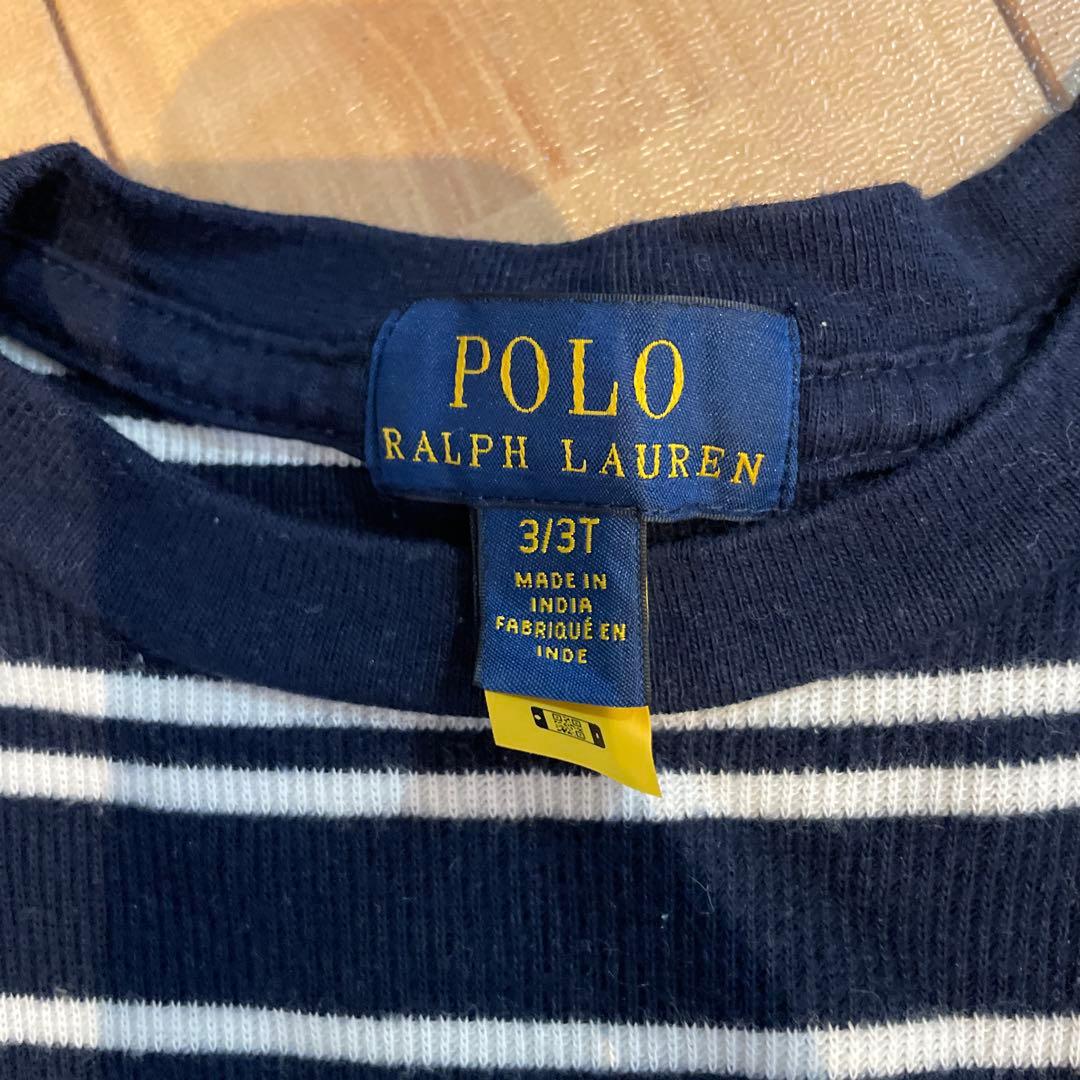 POLO
RALPH LAUREN
3/3T
MADE IN
INDIA
FABRIQUÉ EN
INDE